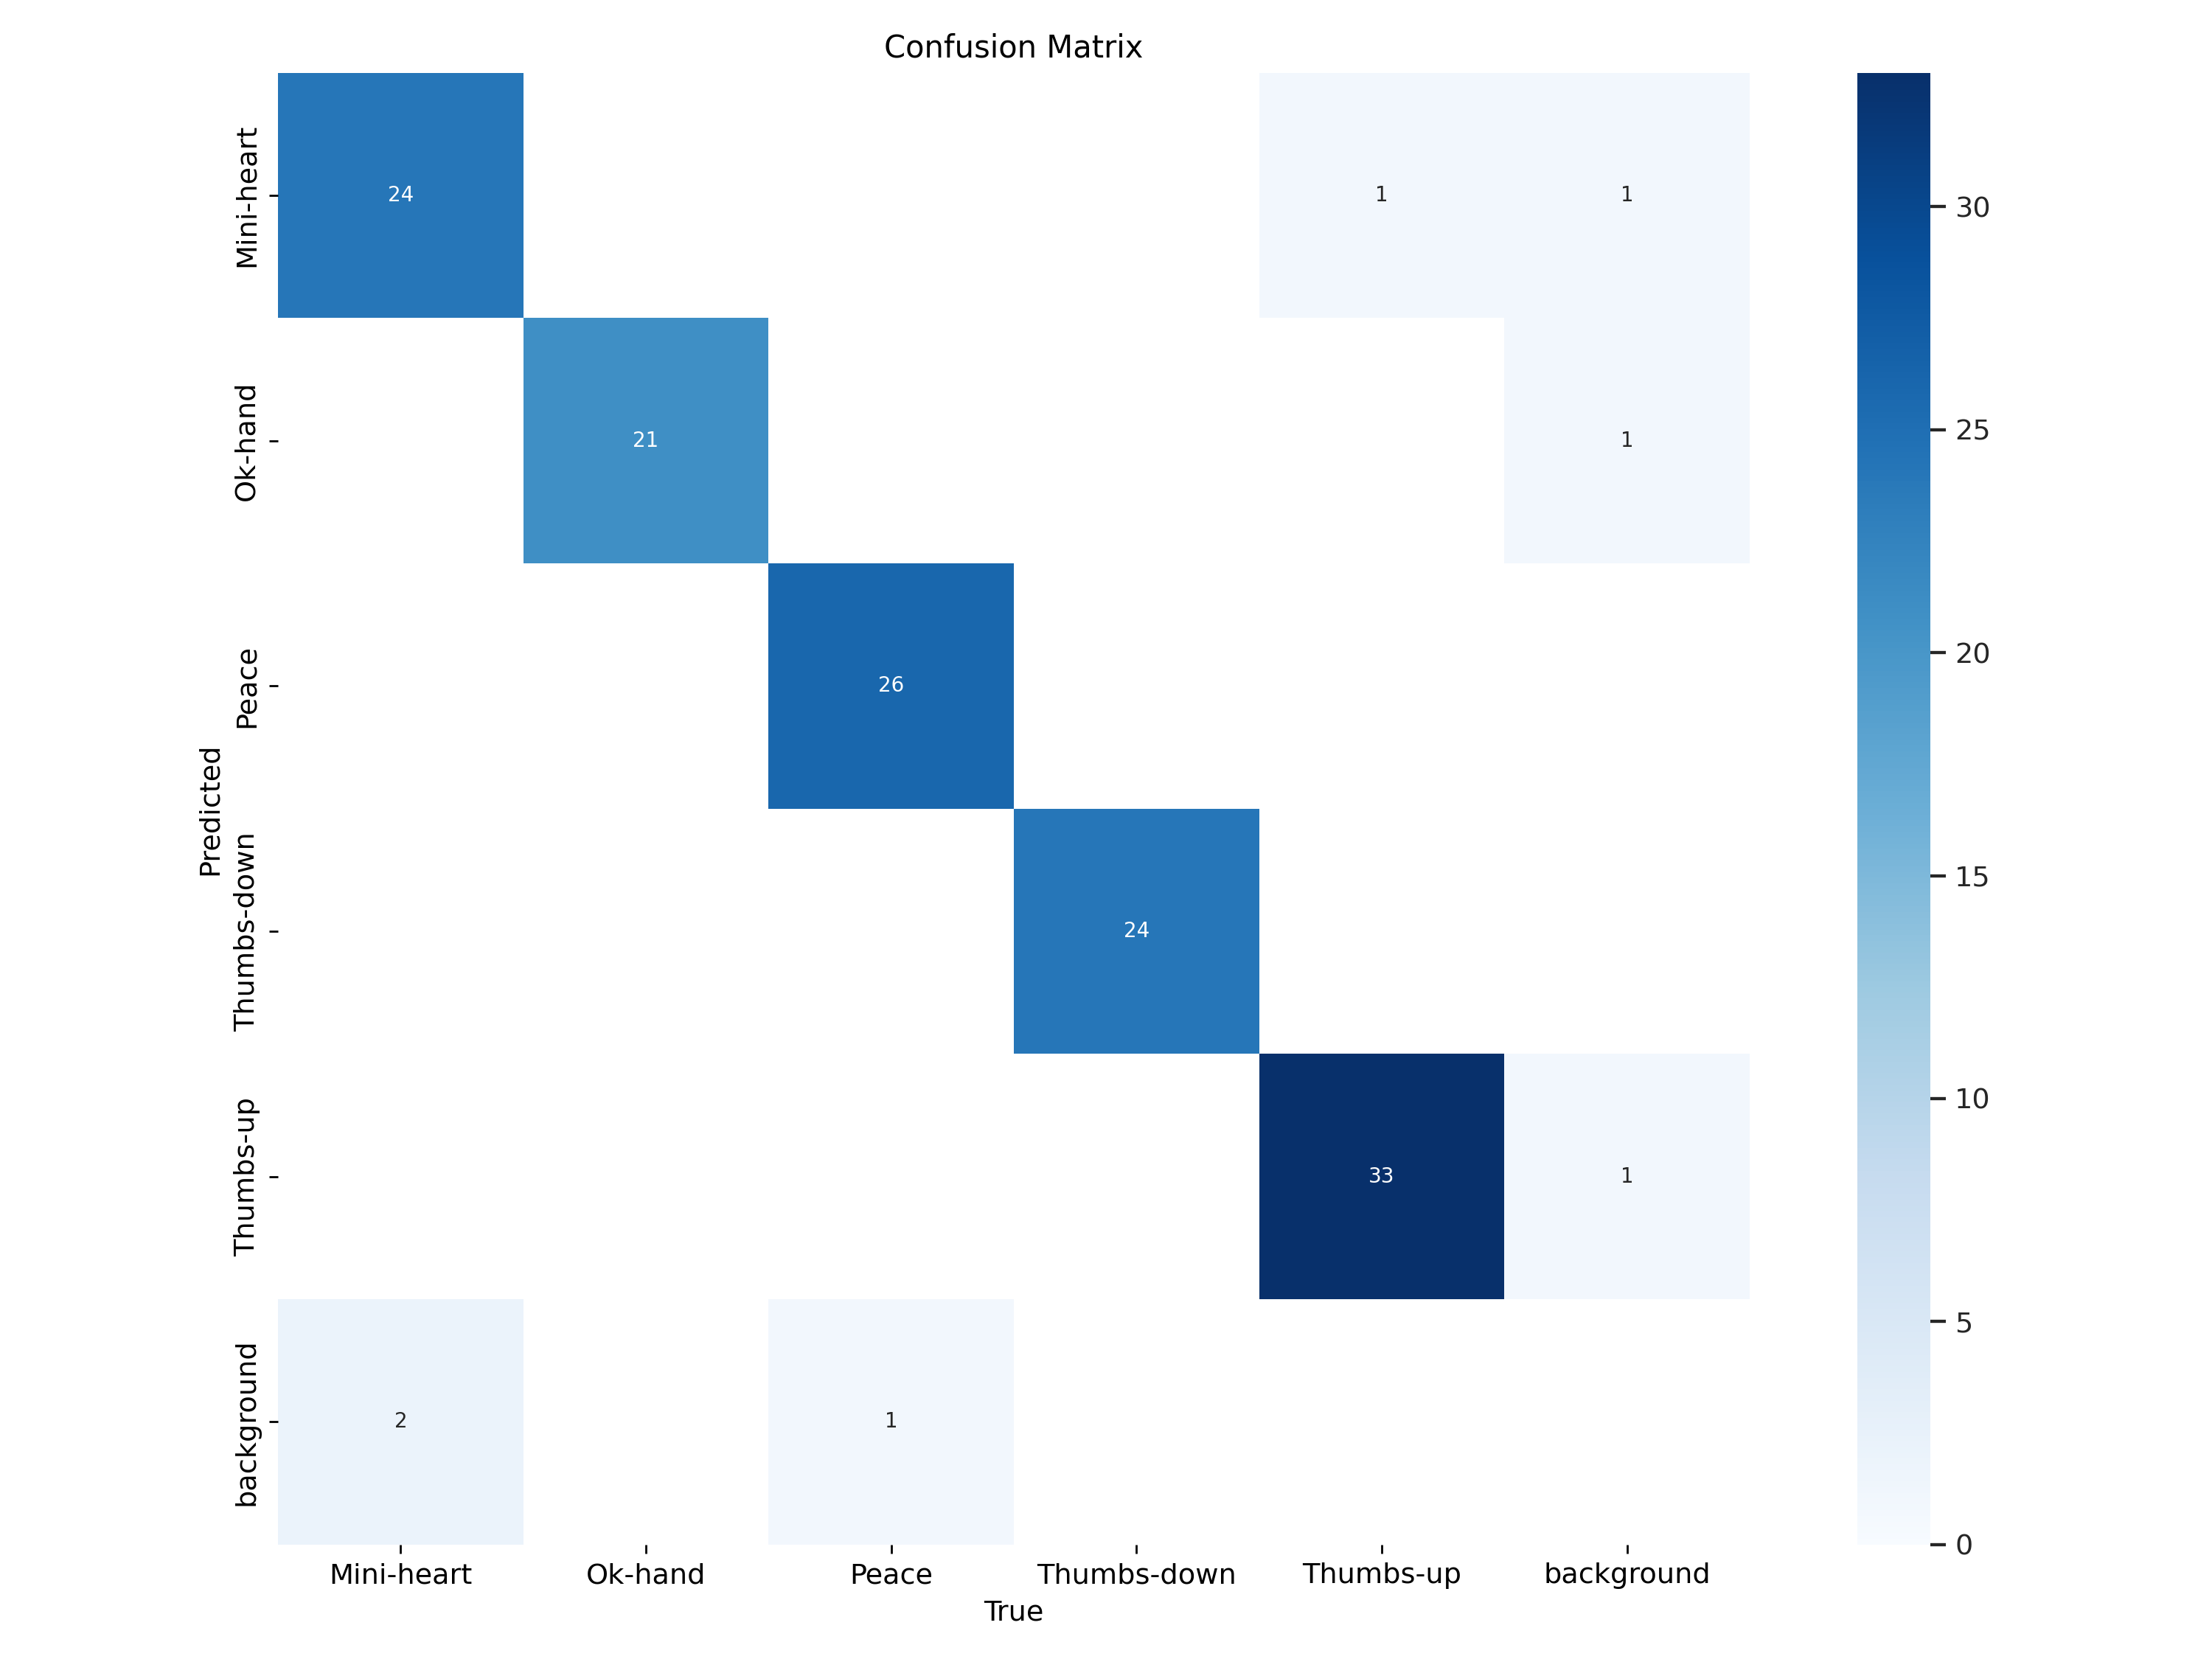 Confusion Matrix
Mini-heart
24
1
1
30
Ok-hand
21
1
25
20
Peace
26
Predicted
15
Thumbs-down
24
10
Thumbs-up
33
1
5
background
2
1
0
Mini-heart Ok-hand Peace Thumbs-down Thumbs-up background
True